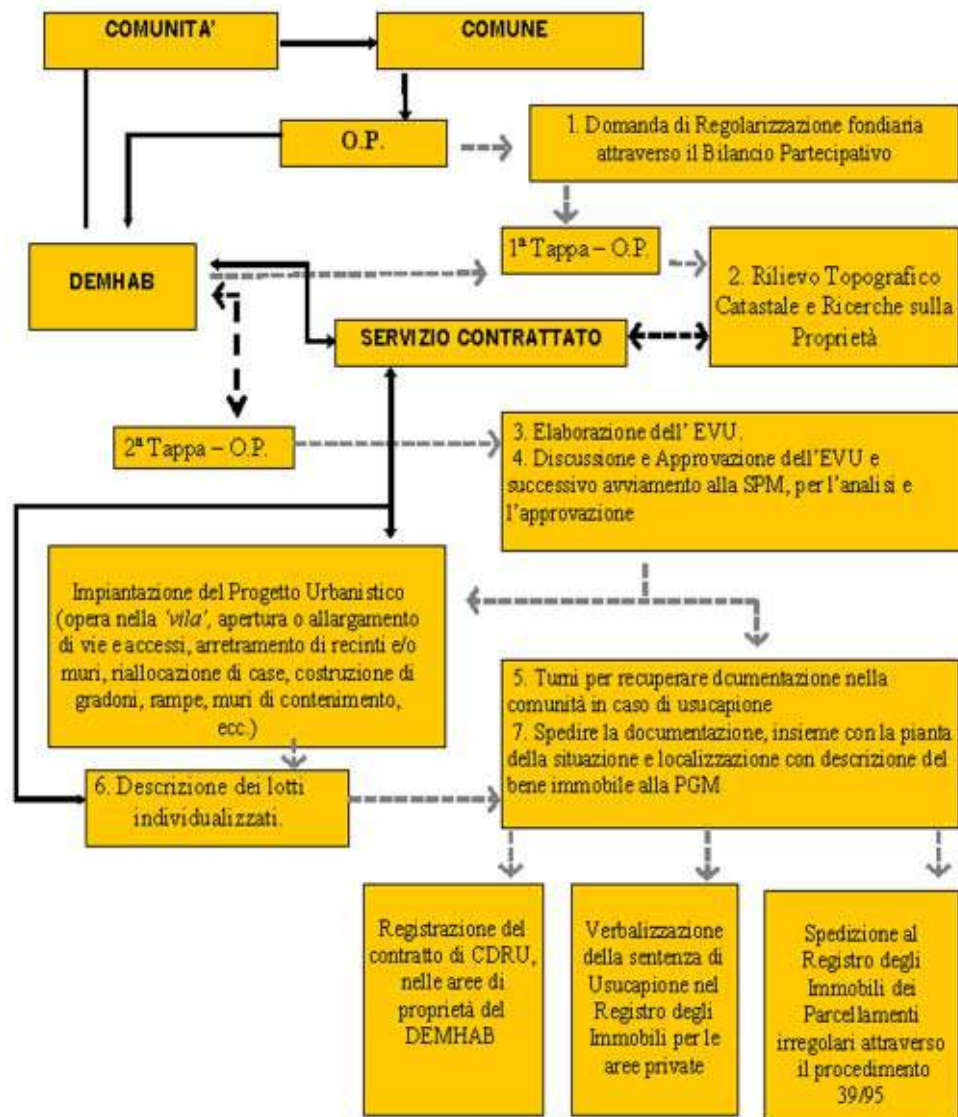 COMUNITA'
COMUNE
O.P.
1. Domanda di Regolarizzazione fondiaria
attraverso il Bilancio Partecipativo
1ª Tappa – O.P.
DEMHAB
2. Rilievo Topografico
Catastale e Ricerche sulla
Proprietà
SERVIZIO CONTRATTATO
2ª Tappa – O.P.
3. Elaborazione dell' EVU.
4. Discussione e Approvazione dell'EVU e
successivo avviamento alla SPM, per l'analisi e
l'approvazione
Impiantazione del Progetto Urbanistico
(opera nella 'vila', apertura o allargamento
di vie e accessi, arretramento di recinti e/o
muri, riallocazione di case, costruzione di
gradoni, rampe, muri di contenimento,
ecc.)
5. Turni per recuperare dcumentazione nella
comunità in caso di usucapione
7. Spedire la documentazione, insieme con la pianta
della situazione e localizzazione con descrizione del
bene immobile alla PGM
6. Descrizione dei lotti
individualizzati.
Registrazione del
contratto di CDRU,
nelle aree di
proprietà del
DEMHAB
Verbalizzazione
della sentenza di
Usucapione nel
Registro degli
Immobili per le
aree private
Spedizione al
Registro degli
Immobili dei
Parcellamenti
irregolari attraverso
il procedimento
39/95